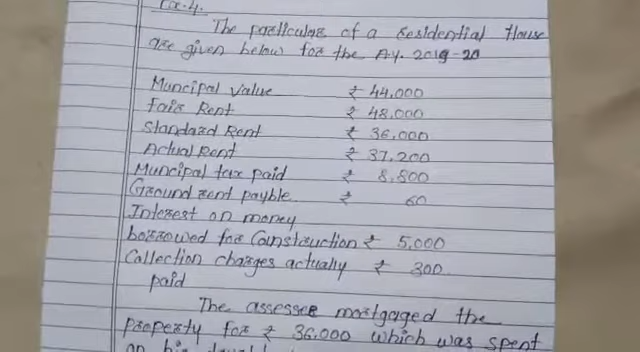 Ex.4.
The particulars of a Residential House
are given below for the A.y. 2019-20
Muncipal value ₹ 44,000
Fair Rent ₹ 48,000
Standard Rent ₹ 36,000
Actual Rent ₹ 37,200
Muncipal tax paid ₹ 8,800
Ground rent payble ₹ 60
Interest on money
borrowed for Construction ₹ 5,000
Collection charges actually ₹ 300
paid
The assessee mortgaged the
property for ₹ 36,000 which was spent
on his